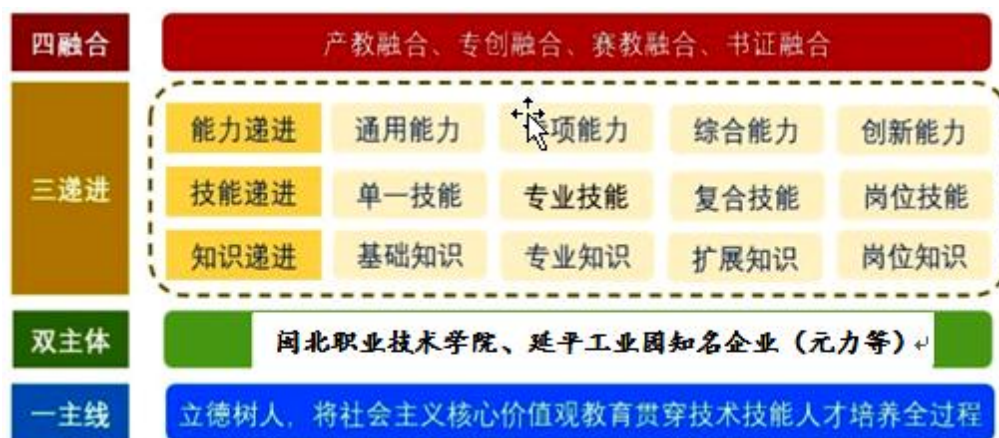 四融合 产教融合、专创融合、赛教融合、书证融合
能力递进 通用能力 项能力 综合能力 创新能力
三递进 技能递进 单一技能 专业技能 复合技能 岗位技能
知识递进 基础知识 专业知识 扩展知识 岗位知识
双主体 闽北职业技术学院、延平工业园知名企业（元力等）
一主线 立德树人，将社会主义核心价值观教育贯穿技术技能人才培养全过程